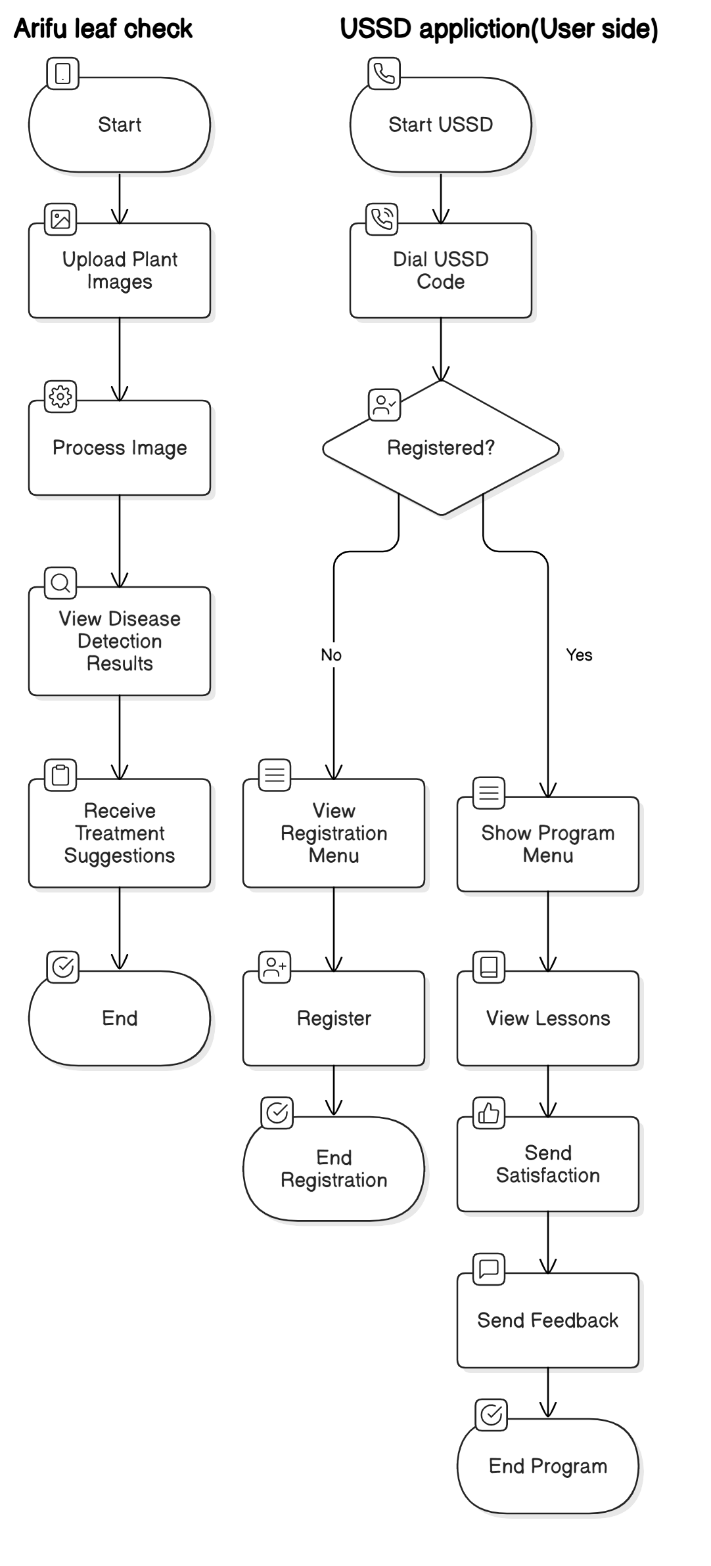 Arifu leaf check
Start
Upload Plant
Images
Process Image
View Disease
Detection
Results
Receive
Treatment
Suggestions
End
USSD appliction(User side)
Start USSD
Dial USSD
Code
Registered?
No
Yes
View
Registration
Menu
Register
End
Registration
Show Program
Menu
View Lessons
Send
Satisfaction
Send Feedback
End Program